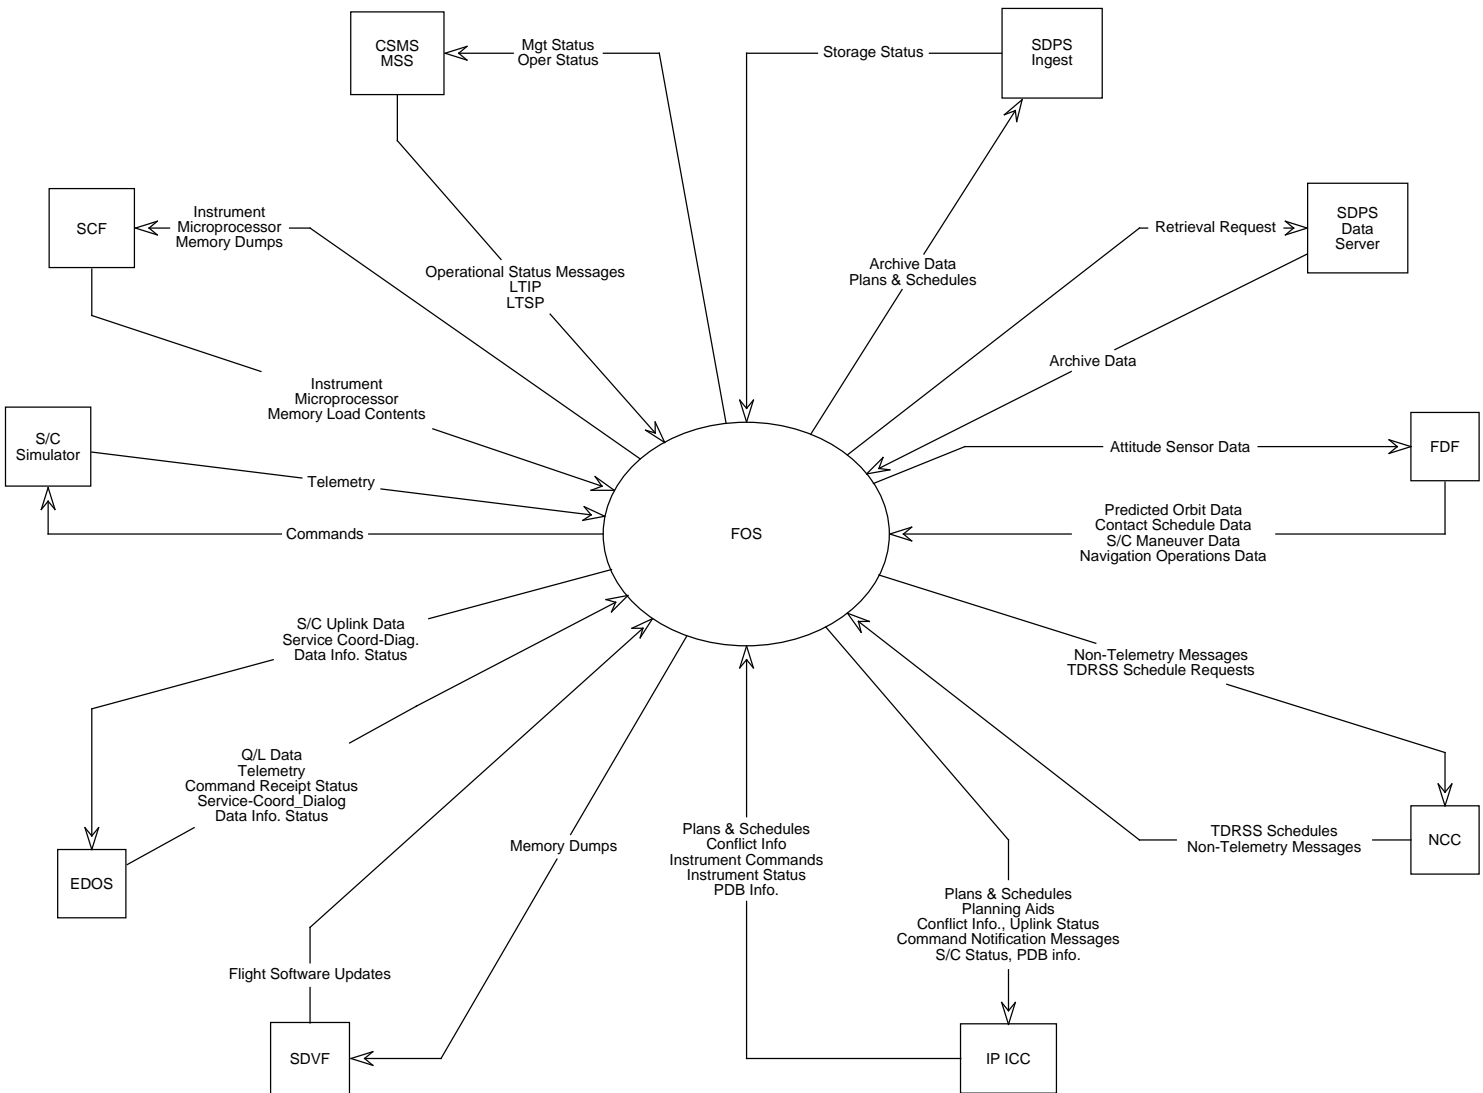 CSMS
MSS
Mgt Status
Oper Status
Storage Status
SDPS
Ingest
SCF
Instrument
Microprocessor
Memory Dumps
Operational Status Messages
LTIP
LTSP
Archive Data
Plans & Schedules
Retrieval Request
SDPS
Data
Server
Archive Data
Instrument
Microprocessor
Memory Load Contents
S/C
Simulator
Telemetry
Commands
FOS
Attitude Sensor Data
FDF
Predicted Orbit Data
Contact Schedule Data
S/C Maneuver Data
Navigation Operations Data
S/C Uplink Data
Service Coord-Diag.
Data Info. Status
Non-Telemetry Messages
TDRSS Schedule Requests
Q/L Data
Telemetry
Command Receipt Status
Service-Coord_Dialog
Data Info. Status
EDOS
Memory Dumps
Plans & Schedules
Conflict Info
Instrument Commands
Instrument Status
PDB Info.
TDRSS Schedules
Non-Telemetry Messages
NCC
Plans & Schedules
Planning Aids
Conflict Info., Uplink Status
Command Notification Messages
S/C Status, PDB info.
Flight Software Updates
SDVF
IP ICC